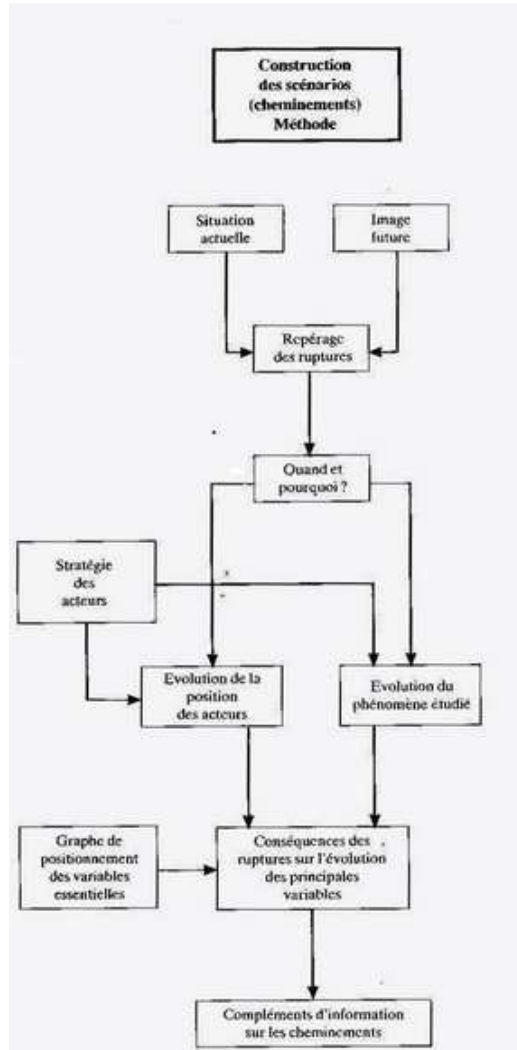 Construction
des scénarios
(cheminements)
Méthode
Situation
actuelle
Image
future
Repérage
des ruptures
Quand et
pourquoi ?
Stratégie
des
acteurs
Evolution de la
position
des acteurs
Evolution du
phénomène étudié
Graphe de
positionnement
des variables
essentielles
Conséquences des
ruptures sur l'évolution
des principales
variables
Compléments d'information
sur les cheminements